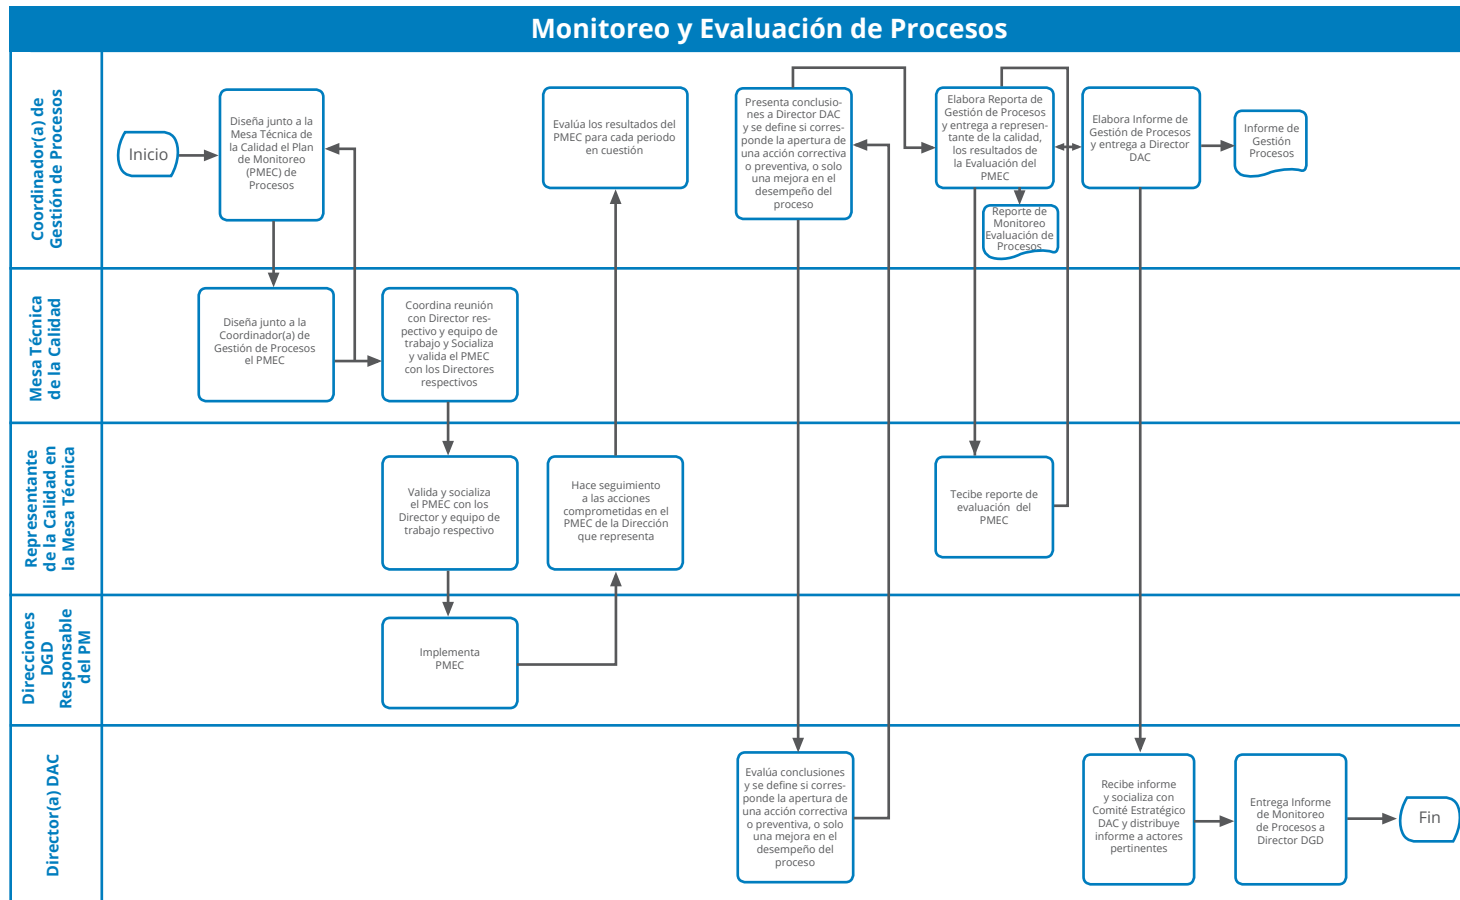 Monitoreo y Evaluación de Procesos
Coordinador(a) de
Gestión de Procesos
Inicio
Diseña junto a la
Mesa Técnica de
la Calidad el Plan
de Monitoreo
(PMEC) de
Procesos
Evalúa los resultados del
PMEC para cada periodo
en cuestión
Presenta conclusio-
nes a Director DAC
y se define si corres-
ponde la apertura de
una acción correctiva
o preventiva, o solo
una mejora en el
desempeño del
proceso
Elabora Reporta de
Gestión de Procesos
y entrega a represen-
tante de la calidad,
los resultados de
la Evaluación del
PMEC
Reporte de
Monitoreo
Evaluación de
Procesos
Elabora Informe de
Gestión de Procesos
y entrega a Director
DAC
Informe de
Gestión
Procesos
Mesa Técnica
de la Calidad
Diseña junto a la
Coordinador(a) de
Gestión de Procesos
el PMEC
Coordina reunión
con Director res-
pectivo y equipo de
trabajo y Socializa
y valida el PMEC
con los Directores
respectivos
Representante
de la Calidad en
la Mesa Técnica
Valida y socializa
el PMEC con los
Director y equipo de
trabajo respectivo
Hace seguimiento
a las acciones
comprometidas en el
PMEC de la Dirección
que representa
Tecibe reporte de
evaluación del
PMEC
Direcciones
DGD
Responsable
del PM
Implementa
PMEC
Director(a) DAC
Evalúa conclusiones
y se define si corres-
ponde la apertura de
una acción correctiva
o preventiva, o solo
una mejora en el
desempeño del
proceso
Recibe informe
y socializa con
Comité Estratégico
DAC y distribuye
informe a actores
pertinentes
Entrega Informe
de Monitoreo
de Procesos a
Director DGD
Fin